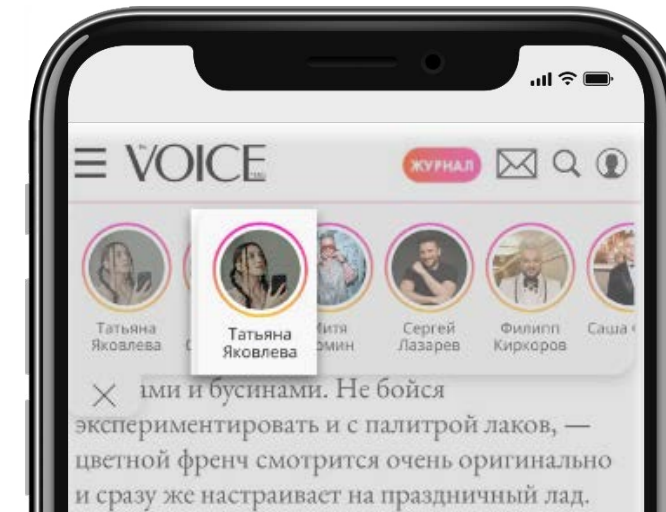 VOICE
ЖУРНАЛ
Татьяна
Яковлева
Татьяна
Яковлева
Сергей
Лазарев
Филипп
Киркоров
Саша
и бусинами. Не бойся
экспериментировать и с палитрой лаков, —
цветной френч смотрится очень оригинально
и сразу же настраивает на праздничный лад.